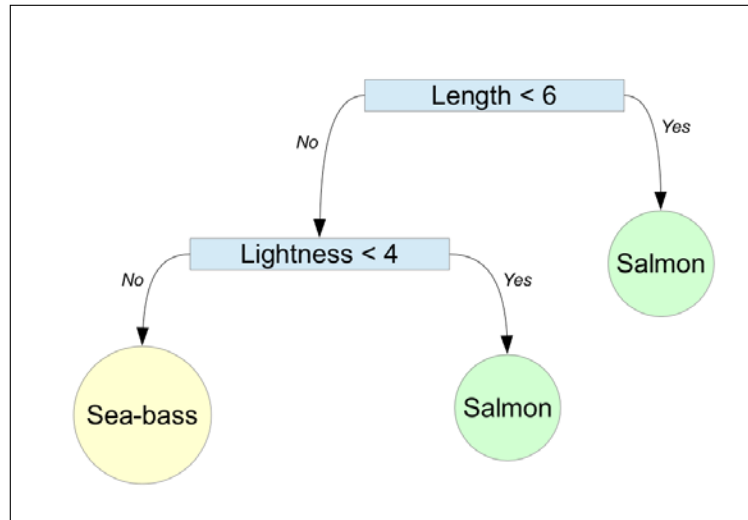 Length < 6
No
Yes
Lightness < 4
Salmon
No
Yes
Sea-bass
Salmon